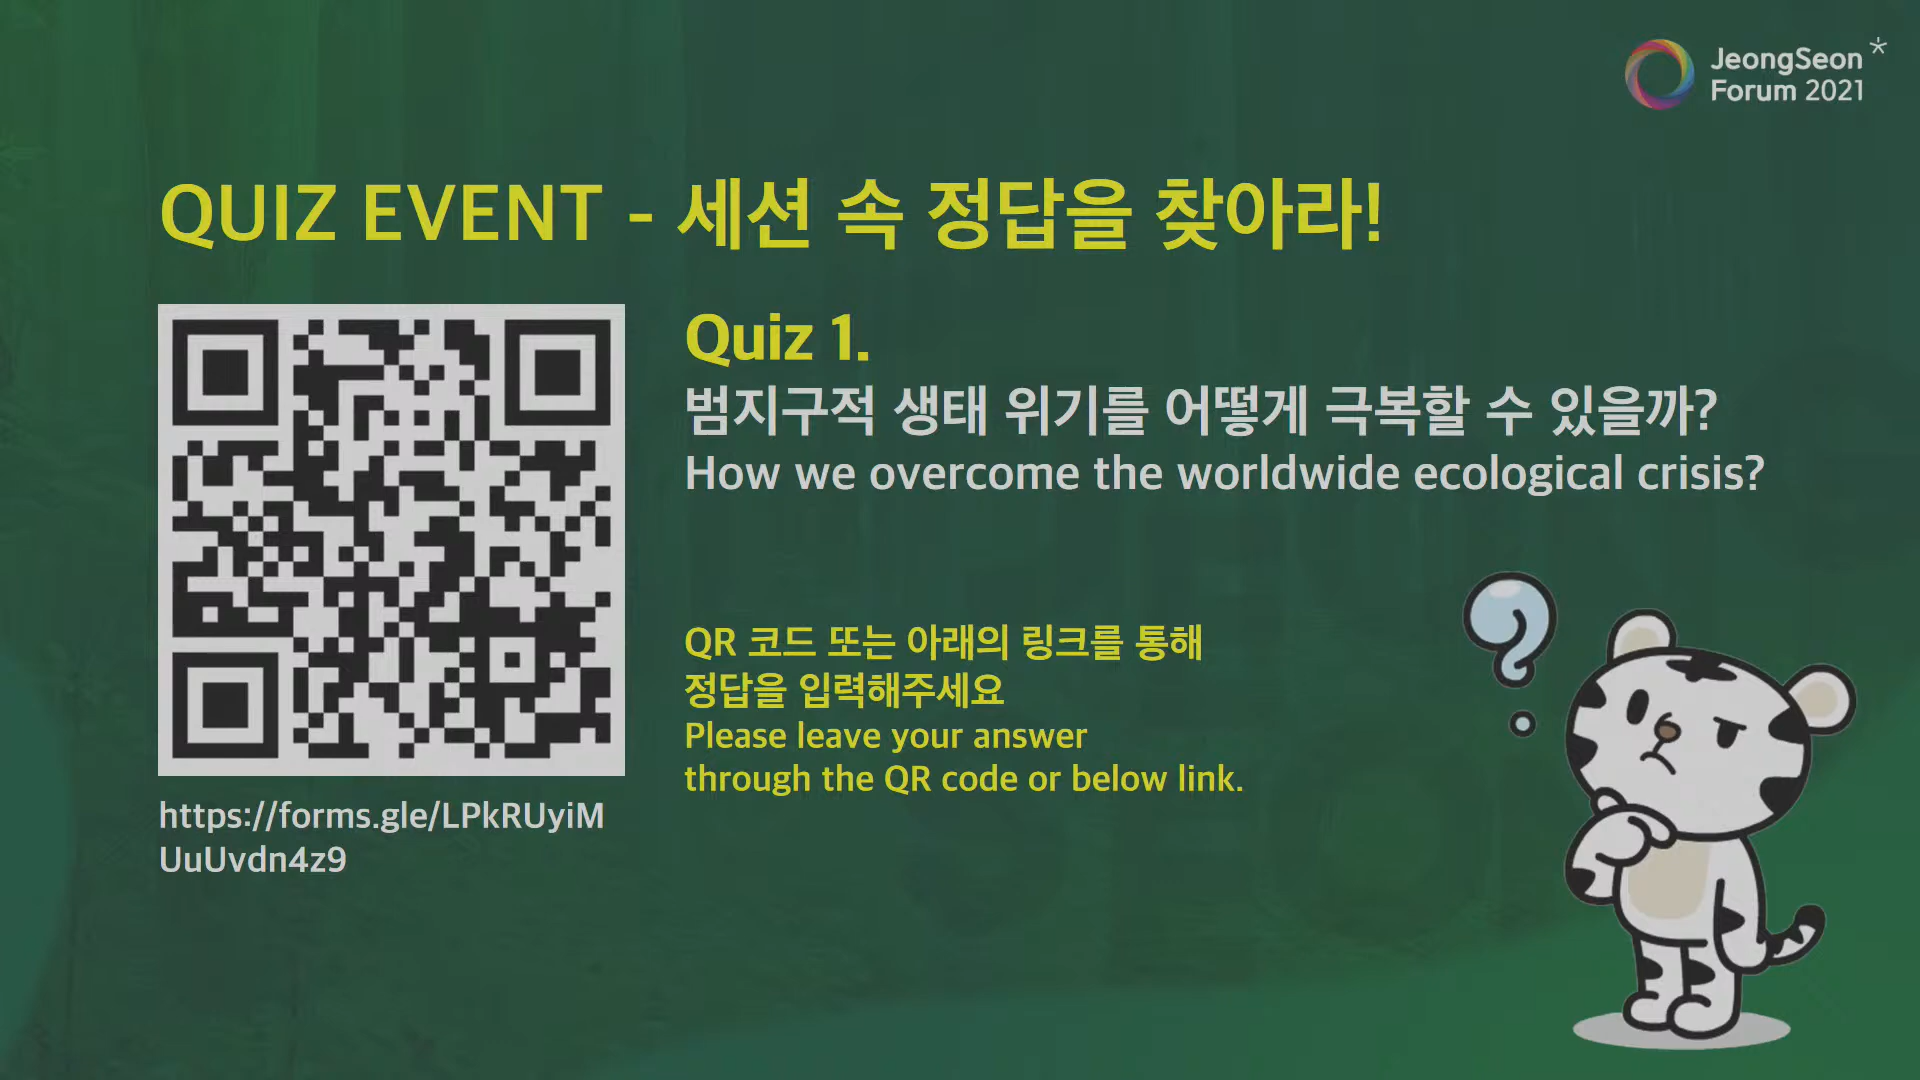 JeongSeon*
Forum 2021
QUIZ EVENT - 세션 속 정답을 찾아라!
Quiz 1.
범지구적 생태 위기를 어떻게 극복할 수 있을까?
How we overcome the worldwide ecological crisis?
QR 코드 또는 아래의 링크를 통해
정답을 입력해주세요
Please leave your answer
through the QR code or below link.
https://forms.gle/LPkRUyiM
UuUvdn4z9